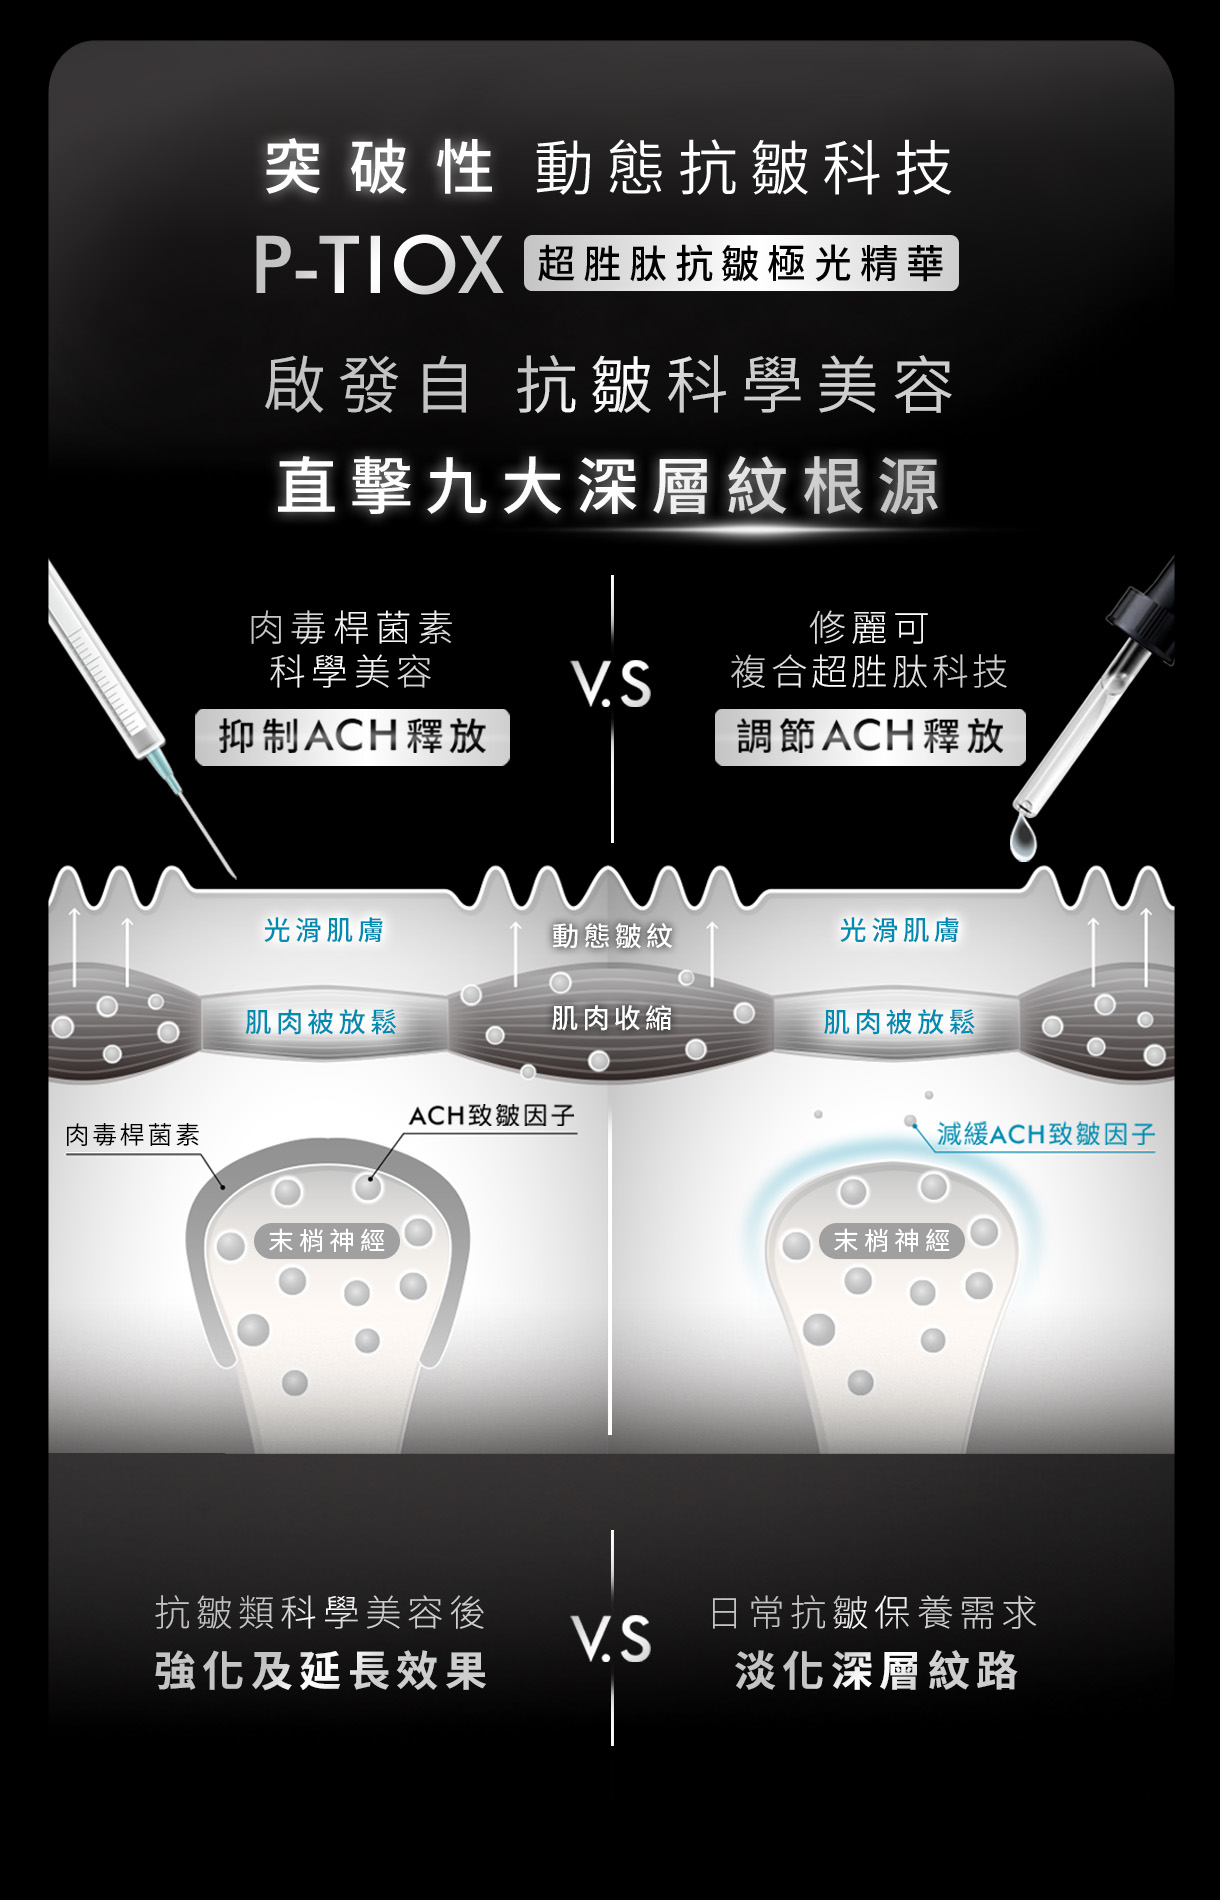 突破性 動態抗皺科技
P-TIOX 超胜肽抗皺極光精華
啟發自 抗皺科學美容
直擊九大深層紋根源
肉毒桿菌素
科學美容
抑制ACH釋放
V.S
修麗可
複合超胜肽科技
調節ACH釋放
光滑肌膚
動態皺紋
光滑肌膚
肌肉被放鬆
肌肉收縮
肌肉被放鬆
肉毒桿菌素
ACH致皺因子
末梢神經
減緩ACH致皺因子
末梢神經
抗皺類科學美容後
強化及延長效果
V.S
日常抗皺保養需求
淡化深層紋路